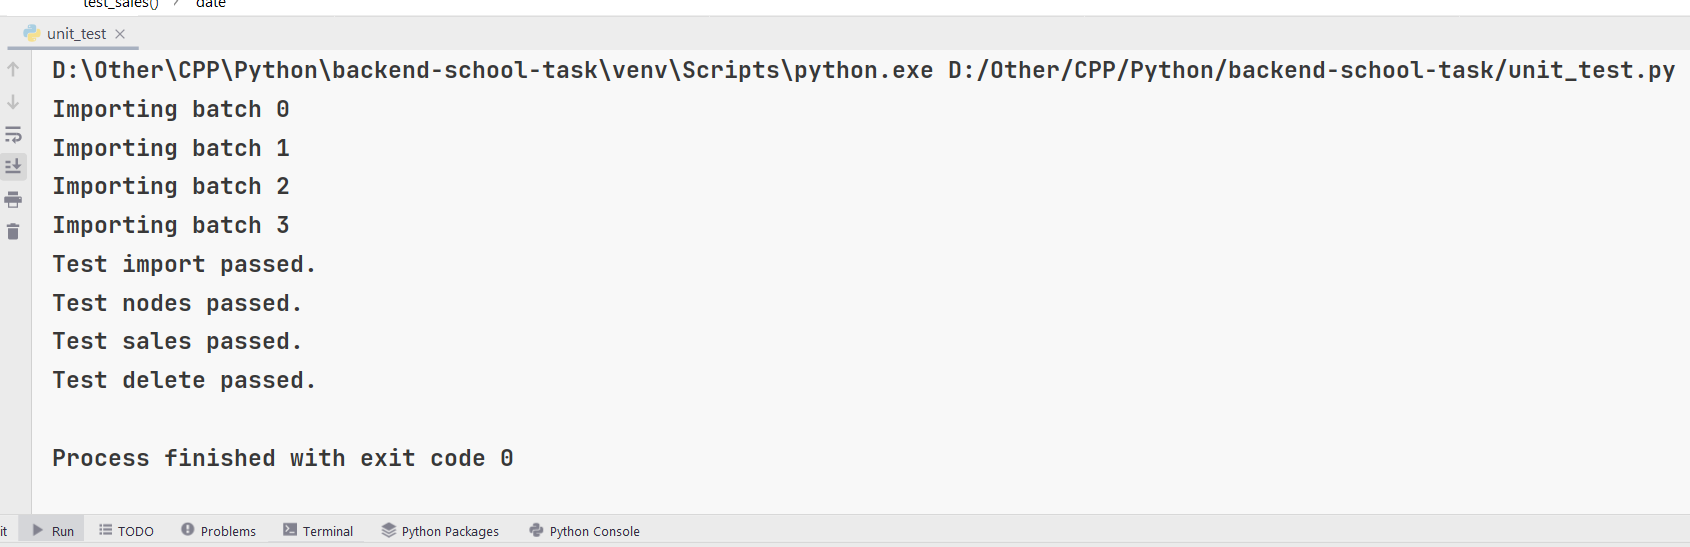 test_sales() > date
unit_test ×
D:\Other\CPP\Python\backend-school-task\venv\Scripts\python.exe D:/Other/CPP/Python/backend-school-task/unit_test.py
Importing batch 0
Importing batch 1
Importing batch 2
Importing batch 3
Test import passed.
Test nodes passed.
Test sales passed.
Test delete passed.
Process finished with exit code 0
it Run TODO Problems Terminal Python Packages Python Console